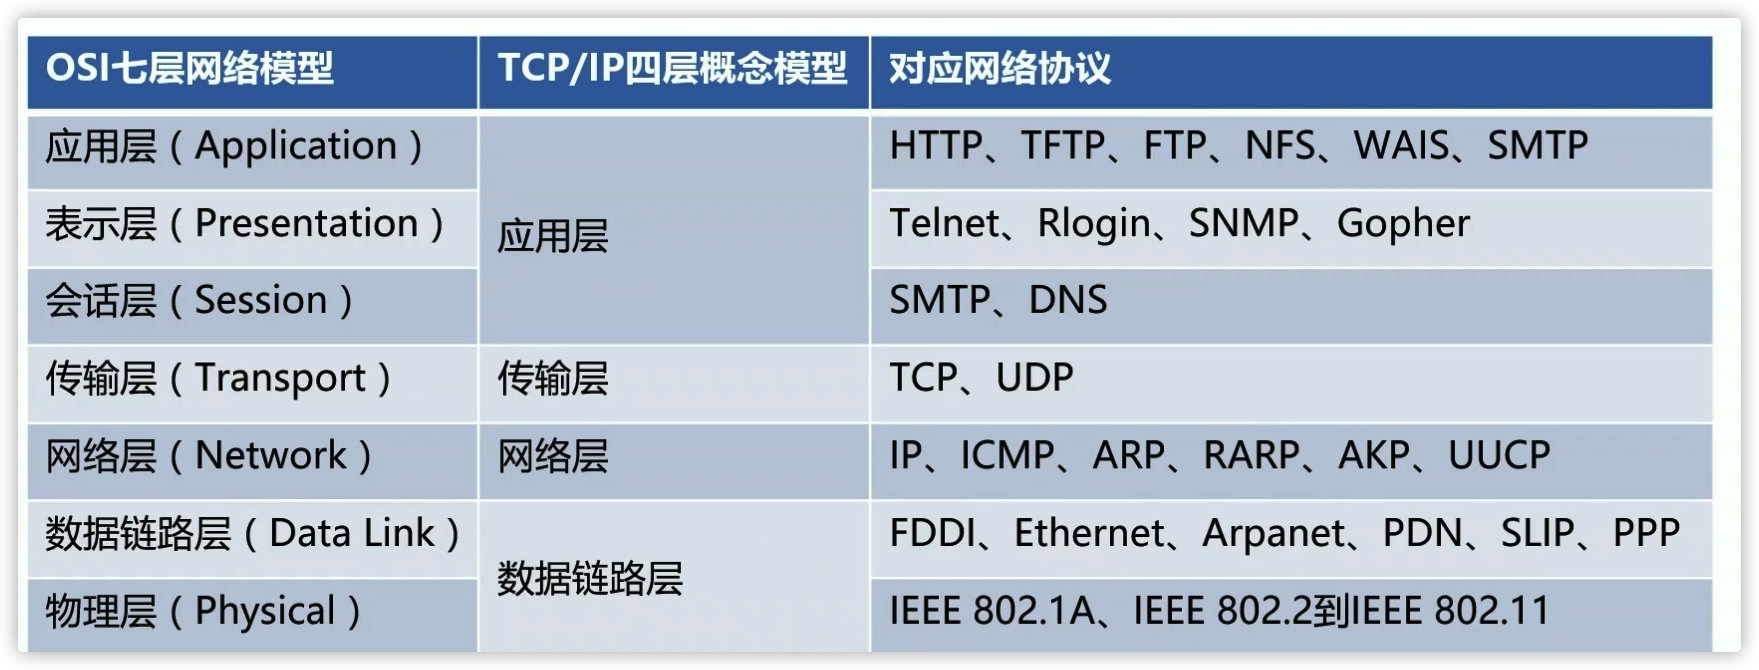 OSI七层网络模型 TCP/IP四层概念模型 对应网络协议
应用层（Application） HTTP、TFTP、FTP、NFS、WAIS、SMTP
表示层（Presentation） 应用层 Telnet、Rlogin、SNMP、Gopher
会话层（Session） SMTP、DNS
传输层（Transport） 传输层 TCP、UDP
网络层（Network） 网络层 IP、ICMP、ARP、RARP、AKP、UUCP
数据链路层（Data Link） FDDI、Ethernet、Arpanet、PDN、SLIP、PPP
数据链路层
物理层（Physical） IEEE 802.1A、IEEE 802.2到IEEE 802.11